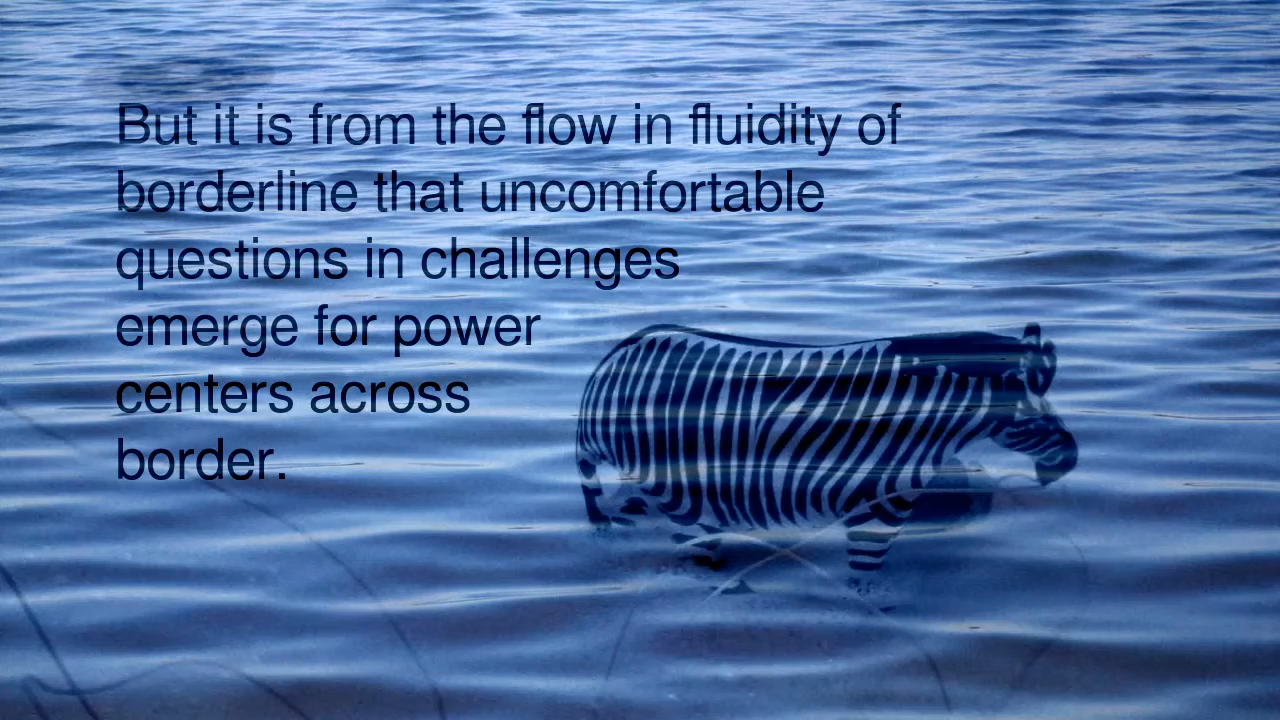 But it is from the flow in fluidity of
borderline that uncomfortable
questions in challenges
emerge for power
centers across
border.